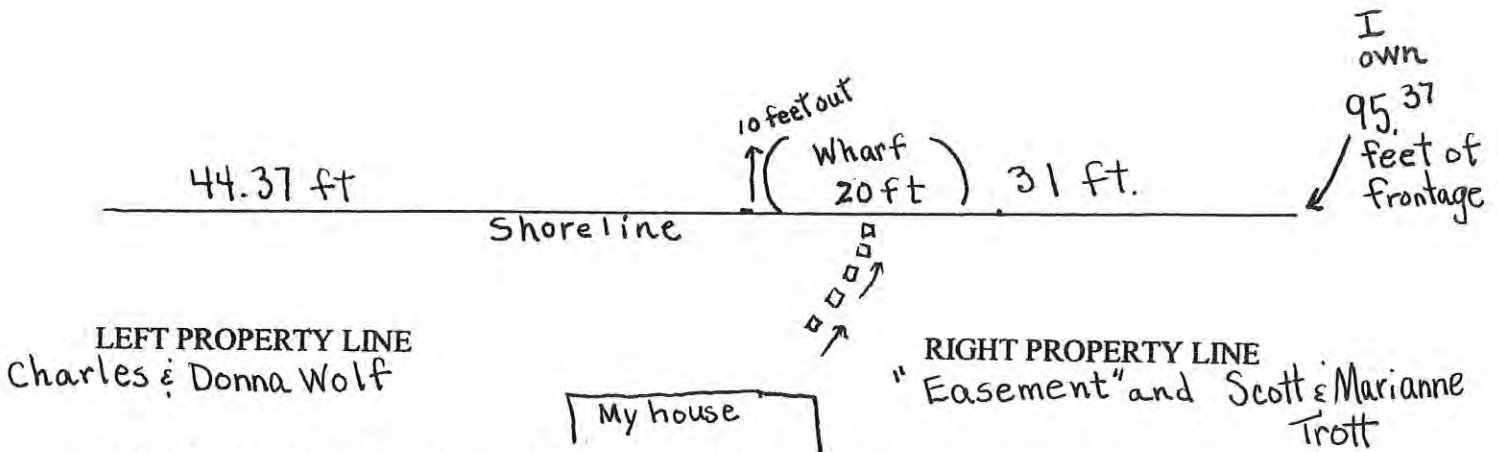 I
own
95.37
feet of
frontage
10 feet out
Wharf
20 ft
44.37 ft
31 ft.
Shoreline
LEFT PROPERTY LINE
Charles & Donna Wolf
RIGHT PROPERTY LINE
"Easement" and Scott & Marianne
Trott
My house